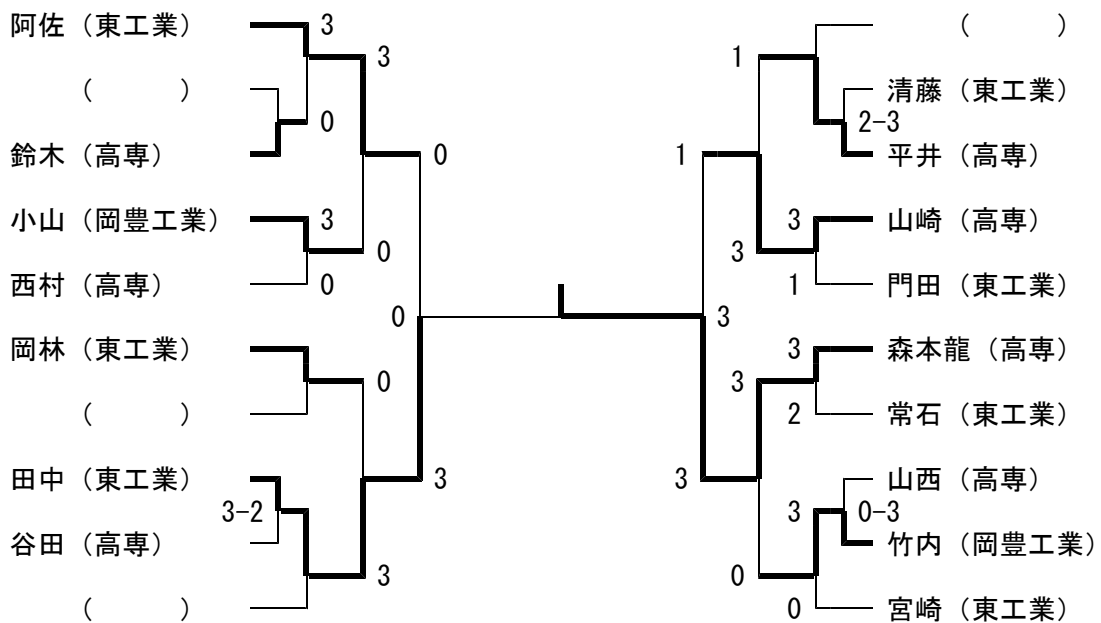 阿佐（東工業）
3
3
（　　　）
0
鈴木（高専）
0
小山（岡豊工業）
3
0
西村（高専）
0
0
岡林（東工業）
0
（　　　）
田中（東工業）
3
3-2
谷田（高専）
3
（　　　）
（　　　）
1
清藤（東工業）
2-3
1
平井（高専）
3
山崎（高専）
3
1
門田（東工業）
3
3
森本龍（高専）
3
2
常石（東工業）
3
山西（高専）
3
0-3
竹内（岡豊工業）
0
0
宮崎（東工業）